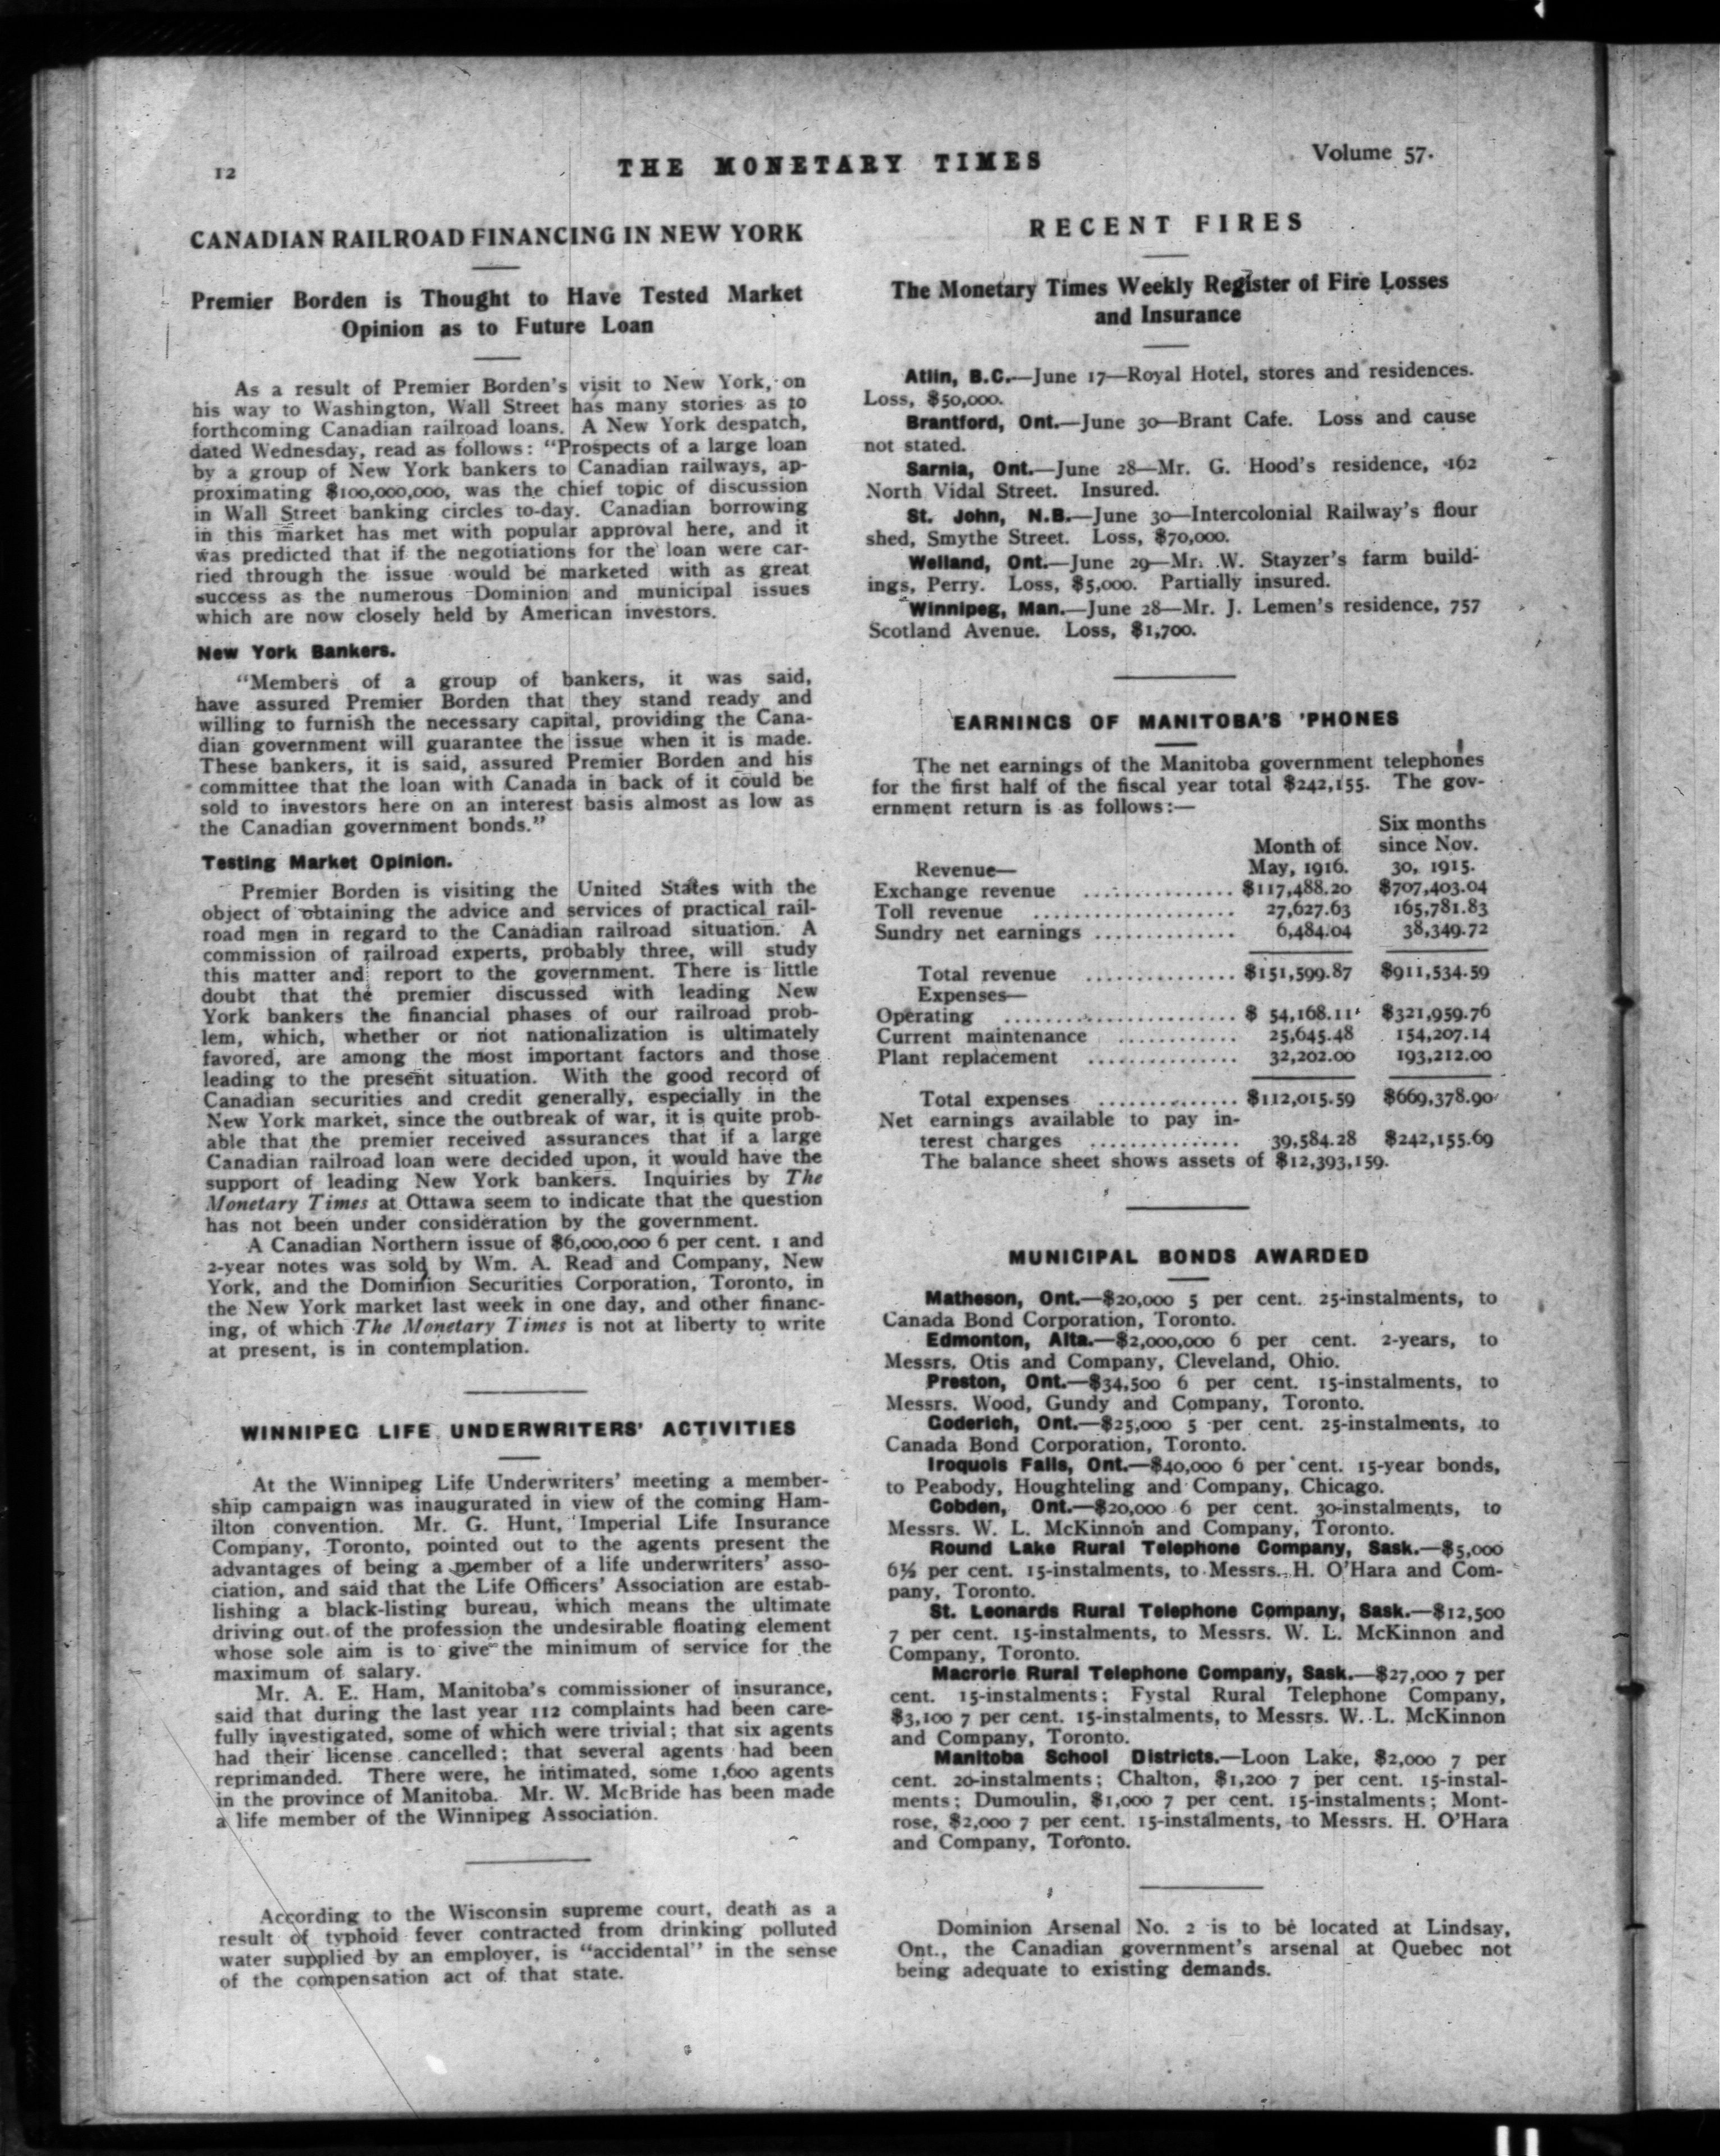 12
THE MONETARY TIMES
Volume 57.
CANADIAN RAILROAD FINANCING IN NEW YORK
Premier Borden is Thought to Have Tested Market
Opinion as to Future Loan
As a result of Premier Borden's visit to New York, on
his way to Washington, Wall Street has many stories as to
forthcoming Canadian railroad loans. A New York despatch,
dated Wednesday, read as follows: "Prospects of a large loan
by a group of New York bankers to Canadian railways, ap-
proximating $100,000,000, was the chief topic of discussion
in Wall Street banking circles to-day. Canadian borrowing
in this market has met with popular approval here, and it
was predicted that if the negotiations for the loan were car-
ried through the issue would be marketed with as great
success as the numerous Dominion and municipal issues
which are now closely held by American investors.
New York Bankers.
"Members of a group of bankers, it was said,
have assured Premier Borden that they stand ready and
willing to furnish the necessary capital, providing the Cana-
dian government will guarantee the issue when it is made.
These bankers, it is said, assured Premier Borden and his
committee that the loan with Canada in back of it could be
sold to investors here on an interest basis almost as low as
the Canadian government bonds."
Testing Market Opinion.
Premier Borden is visiting the United States with the
object of obtaining the advice and services of practical rail-
road men in regard to the Canadian railroad situation. A
commission of railroad experts, probably three, will study
this matter and report to the government. There is little
doubt that the premier discussed with leading New
York bankers the financial phases of our railroad prob-
lem, which, whether or not nationalization is ultimately
favored, are among the most important factors and those
leading to the present situation. With the good record of
Canadian securities and credit generally, especially in the
New York market, since the outbreak of war, it is quite prob-
able that the premier received assurances that if a large
Canadian railroad loan were decided upon, it would have the
support of leading New York bankers. Inquiries by The
Monetary Times at Ottawa seem to indicate that the question
has not been under consideration by the government.
A Canadian Northern issue of $6,000,000 6 per cent. 1 and
2-year notes was sold by Wm. A. Read and Company, New
York, and the Dominion Securities Corporation, Toronto, in
the New York market last week in one day, and other financ-
ing, of which The Monetary Times is not at liberty to write
at present, is in contemplation.
WINNIPEG LIFE UNDERWRITERS' ACTIVITIES
At the Winnipeg Life Underwriters' meeting a member-
ship campaign was inaugurated in view of the coming Ham-
ilton convention. Mr. G. Hunt, Imperial Life Insurance
Company, Toronto, pointed out to the agents present the
advantages of being a member of a life underwriters' asso-
ciation, and said that the Life Officers' Association are estab-
lishing a black-listing bureau, which means the ultimate
driving out of the profession the undesirable floating element
whose sole aim is to give the minimum of service for the
maximum of salary.
Mr. A. E. Ham, Manitoba's commissioner of insurance,
said that during the last year 112 complaints had been care-
fully investigated, some of which were trivial; that six agents
had their license cancelled; that several agents had been
reprimanded. There were, he intimated, some 1,600 agents
in the province of Manitoba. Mr. W. McBride has been made
a life member of the Winnipeg Association.
According to the Wisconsin supreme court, death as a
result of typhoid fever contracted from drinking polluted
water supplied by an employer, is "accidental" in the sense
of the compensation act of that state.
RECENT FIRES
The Monetary Times Weekly Register of Fire Losses
and Insurance
Atlin, B.C.—June 17—Royal Hotel, stores and residences.
Loss, $50,000.
Brantford, Ont.—June 30—Brant Cafe. Loss and cause
not stated.
Sarnia, Ont.—June 28—Mr. G. Hood's residence, 162
North Vidal Street. Insured.
St. John, N.B.—June 30—Intercolonial Railway's flour
shed, Smythe Street. Loss, $70,000.
Welland, Ont.—June 29—Mr. W. Stayzer's farm build-
ings, Perry. Loss, $5,000. Partially insured.
Winnipeg, Man.—June 28—Mr. J. Lemen's residence, 757
Scotland Avenue. Loss, $1,700.
EARNINGS OF MANITOBA'S 'PHONES
The net earnings of the Manitoba government telephones
for the first half of the fiscal year total $242,155. The gov-
ernment return is as follows:—
Six months
Month of since Nov.
Revenue— May, 1916. 30, 1915.
Exchange revenue .............. $117,488.20 $707,403.04
Toll revenue .................... 27,627.63 165,781.83
Sundry net earnings .............. 6,484.04 38,349.72
Total revenue ............... $151,599.87 $911,534.59
Expenses—
Operating ....................... $ 54,168.11 $321,959.76
Current maintenance ............ 25,645.48 154,207.14
Plant replacement ............... 32,202.00 193,212.00
Total expenses .............. $112,015.59 $669,378.90
Net earnings available to pay in-
terest charges ............... 39,584.28 $242,155.69
The balance sheet shows assets of $12,393,159.
MUNICIPAL BONDS AWARDED
Matheson, Ont.—$20,000 5 per cent. 25-instalments, to
Canada Bond Corporation, Toronto.
Edmonton, Alta.—$2,000,000 6 per cent. 2-years, to
Messrs. Otis and Company, Cleveland, Ohio.
Preston, Ont.—$34,500 6 per cent. 15-instalments, to
Messrs. Wood, Gundy and Company, Toronto.
Goderich, Ont.—$25,000 5 per cent. 25-instalments, to
Canada Bond Corporation, Toronto.
Iroquois Falls, Ont.—$40,000 6 per cent. 15-year bonds,
to Peabody, Houghteling and Company, Chicago.
Cobden, Ont.—$20,000 6 per cent. 30-instalments, to
Messrs. W. L. McKinnon and Company, Toronto.
Round Lake Rural Telephone Company, Sask.—$5,000
6½ per cent. 15-instalments, to Messrs. H. O'Hara and Com-
pany, Toronto.
St. Leonards Rural Telephone Company, Sask.—$12,500
7 per cent. 15-instalments, to Messrs. W. L. McKinnon and
Company, Toronto.
Macrorie Rural Telephone Company, Sask.—$27,000 7 per
cent. 15-instalments; Fystal Rural Telephone Company,
$3,100 7 per cent. 15-instalments, to Messrs. W. L. McKinnon
and Company, Toronto.
Manitoba School Districts.—Loon Lake, $2,000 7 per
cent. 20-instalments; Chalton, $1,200 7 per cent. 15-instal-
ments; Dumoulin, $1,000 7 per cent. 15-instalments; Mont-
rose, $2,000 7 per cent. 15-instalments, to Messrs. H. O'Hara
and Company, Toronto.
Dominion Arsenal No. 2 is to be located at Lindsay,
Ont., the Canadian government's arsenal at Quebec not
being adequate to existing demands.